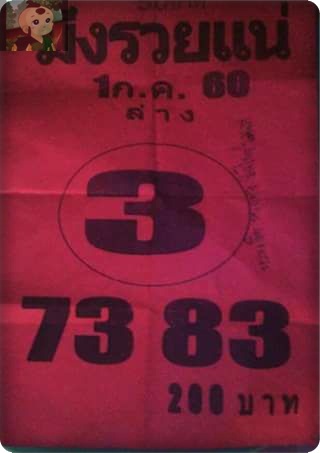 มั่งรวยแน่
1ก.ค. 60
ล่าง
3
73 83
200 บาท